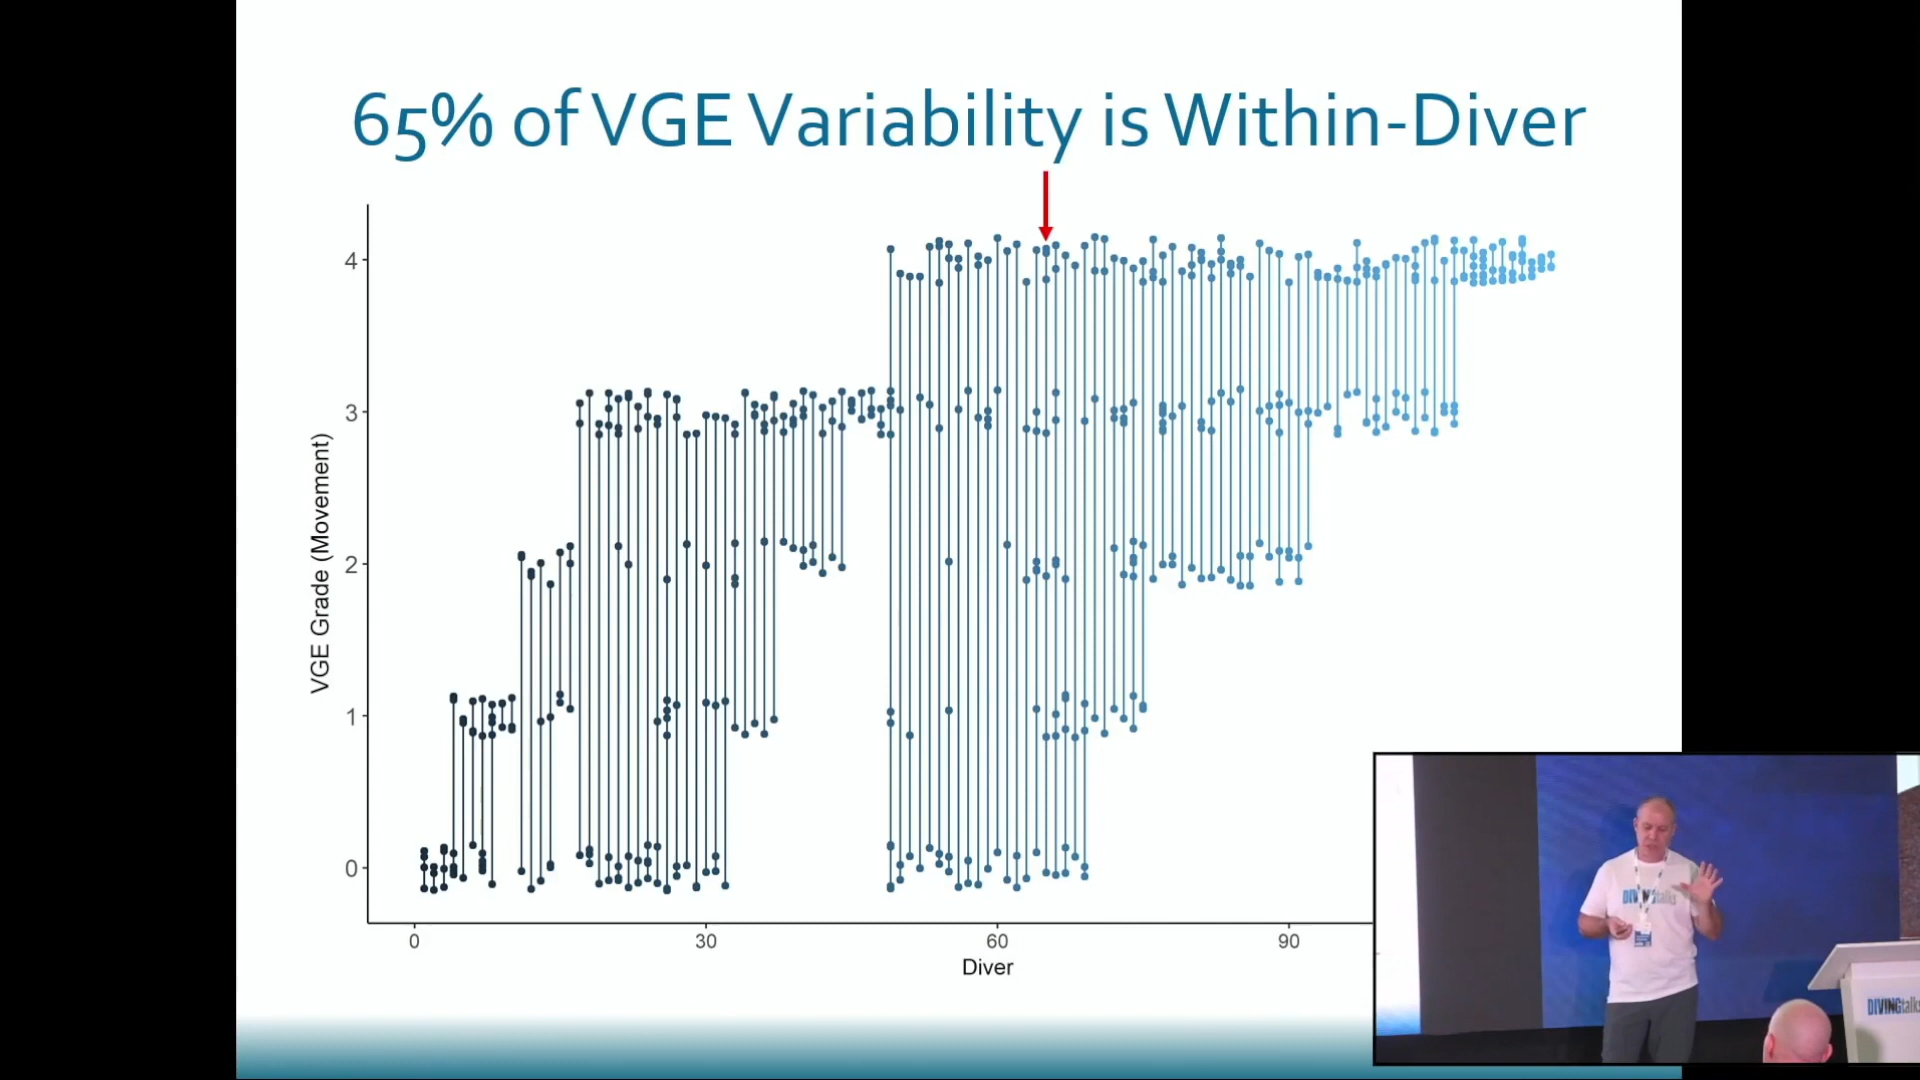 65% of VGE Variability is Within-Diver
4
3
2
1
0
VGE Grade (Movement)
0
30
60
90
Diver
DIVINGtalks